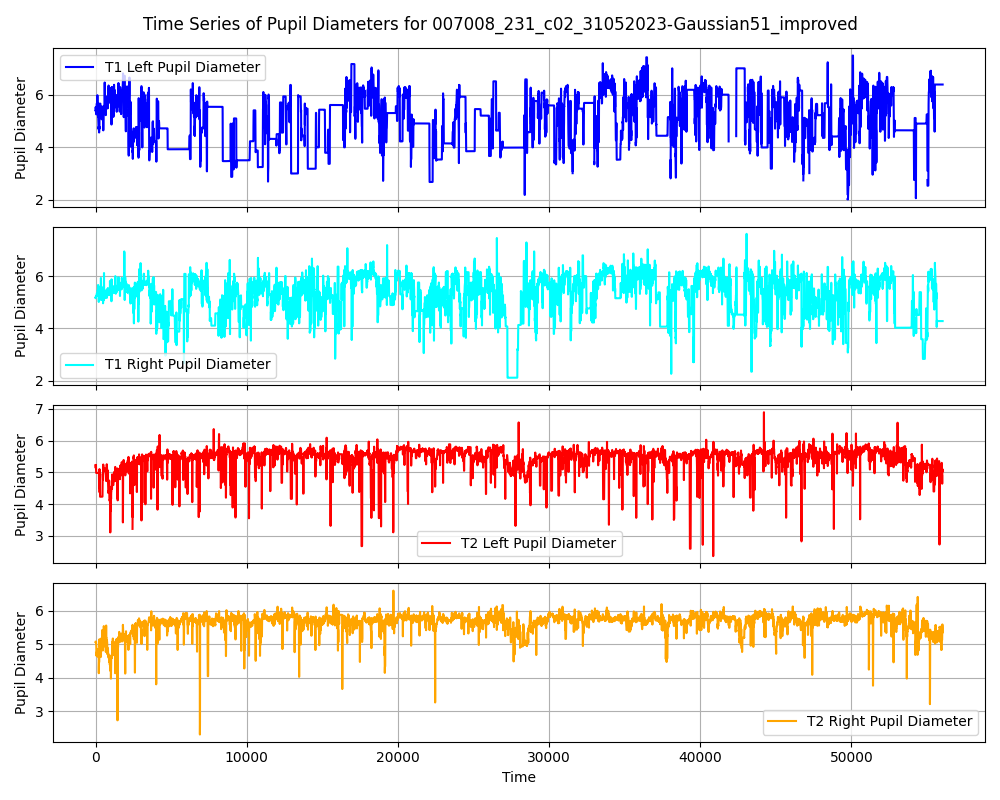 Time Series of Pupil Diameters for 007008_231_c02_31052023-Gaussian51_improved
Pupil Diameter
6
4
2
T1 Left Pupil Diameter
Pupil Diameter
6
4
2
T1 Right Pupil Diameter
Pupil Diameter
7
6
5
4
3
T2 Left Pupil Diameter
Pupil Diameter
6
5
4
3
T2 Right Pupil Diameter
0 10000 20000 30000 40000 50000
Time